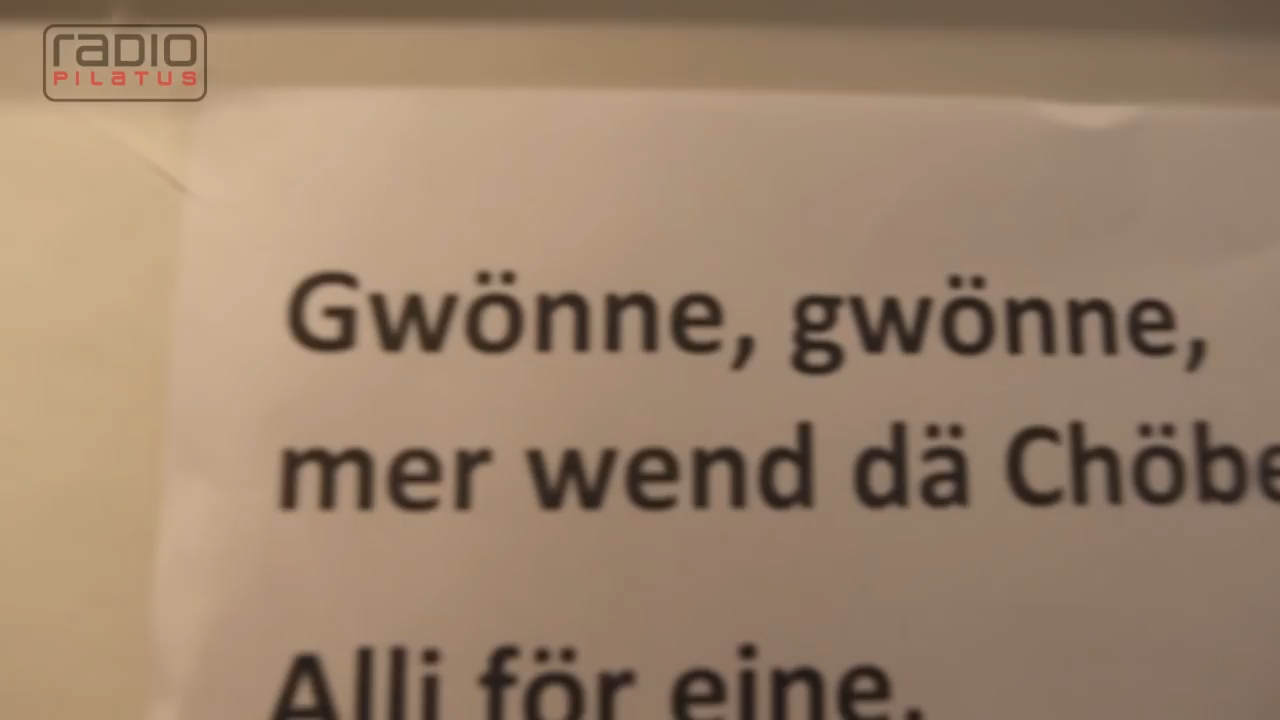 RADIO
PILATUS
Gwönne, gwönne,
mer wend dä
Alli för eine,